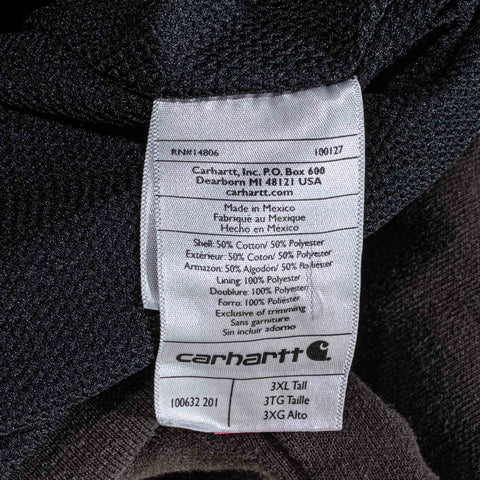 RN#14806 100127
Carhartt, Inc. P.O. Box 600
Dearborn MI 48121 USA
carhartt.com
Made in Mexico
Fabriqué au Mexique
Hecho en México
Shell: 50% Cotton/ 50% Polyester
Extérieur: 50% Coton/ 50% Polyester
Armazon: 50% Algodón/ 50% Poliéster
Lining: 100% Polyester
Doublure: 100% Polyester
Forro: 100% Poliéster
Exclusive of trimming
Sans garniture
Sin incluir adorno
carhartt
100632 201
3XL Tall
3TG Taille
3XG Alto